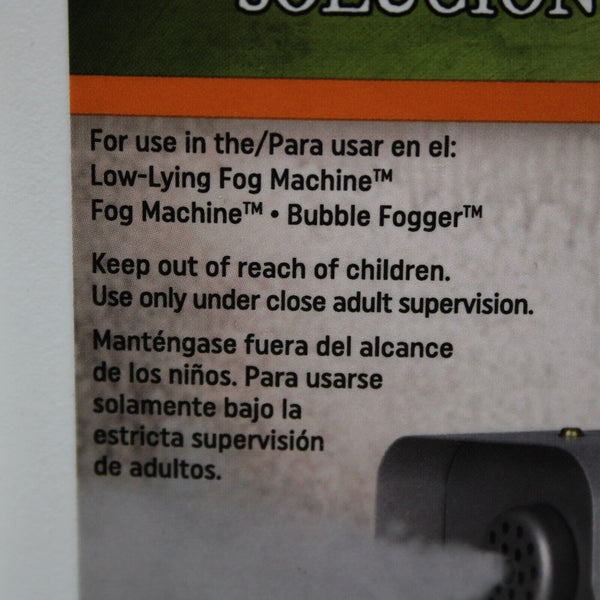 SOLUCIÓN
For use in the/Para usar en el:
Low-Lying Fog Machine™
Fog Machine™ • Bubble Fogger™
Keep out of reach of children.
Use only under close adult supervision.
Manténgase fuera del alcance
de los niños. Para usarse
solamente bajo la
estricta supervisión
de adultos.